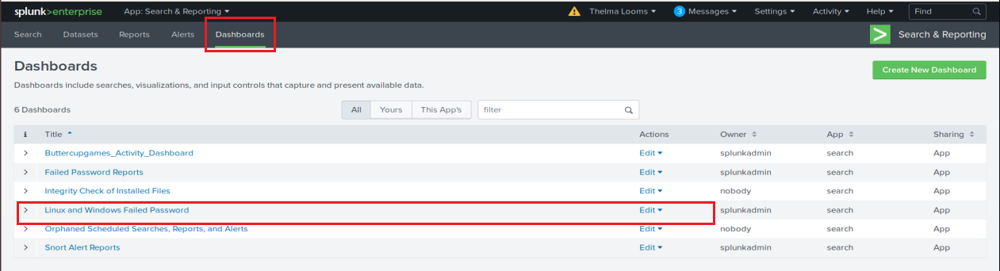 splunk>enterprise App: Search & Reporting Thelma Looms 3 Messages Settings Activity Help Find
Search Datasets Reports Alerts Dashboards > Search & Reporting
Dashboards
Create New Dashboard
Dashboards include searches, visualizations, and input controls that capture and present available data.
6 Dashboards All Yours This App's filter
i Title Actions Owner App Sharing
> Buttercupgames_Activity_Dashboard Edit splunkadmin search App
> Failed Password Reports Edit splunkadmin search App
> Integrity Check of Installed Files Edit nobody search App
> Linux and Windows Failed Password Edit splunkadmin search App
> Orphaned Scheduled Searches, Reports, and Alerts Edit nobody search App
> Snort Alert Reports Edit splunkadmin search App